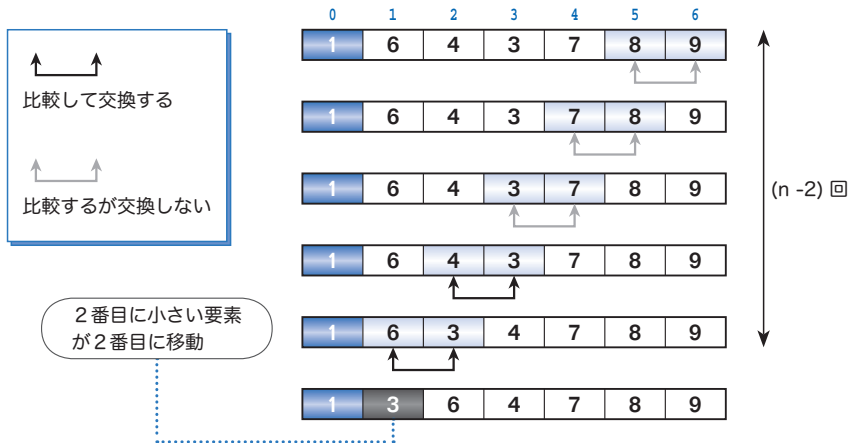 0 1 2 3 4 5 6
1 6 4 3 7 8 9
比較して交換する
1 6 4 3 7 8 9
比較するが交換しない
1 6 4 3 7 8 9
(n -2) 回
1 6 4 3 7 8 9
2番目に小さい要素
が2番目に移動
1 6 3 4 7 8 9
1 3 6 4 7 8 9